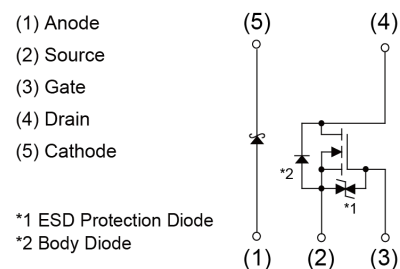 (1) Anode
(2) Source
(3) Gate
(4) Drain
(5) Cathode
*1 ESD Protection Diode
*2 Body Diode
(5) (4)
*2
*1
(1) (2) (3)